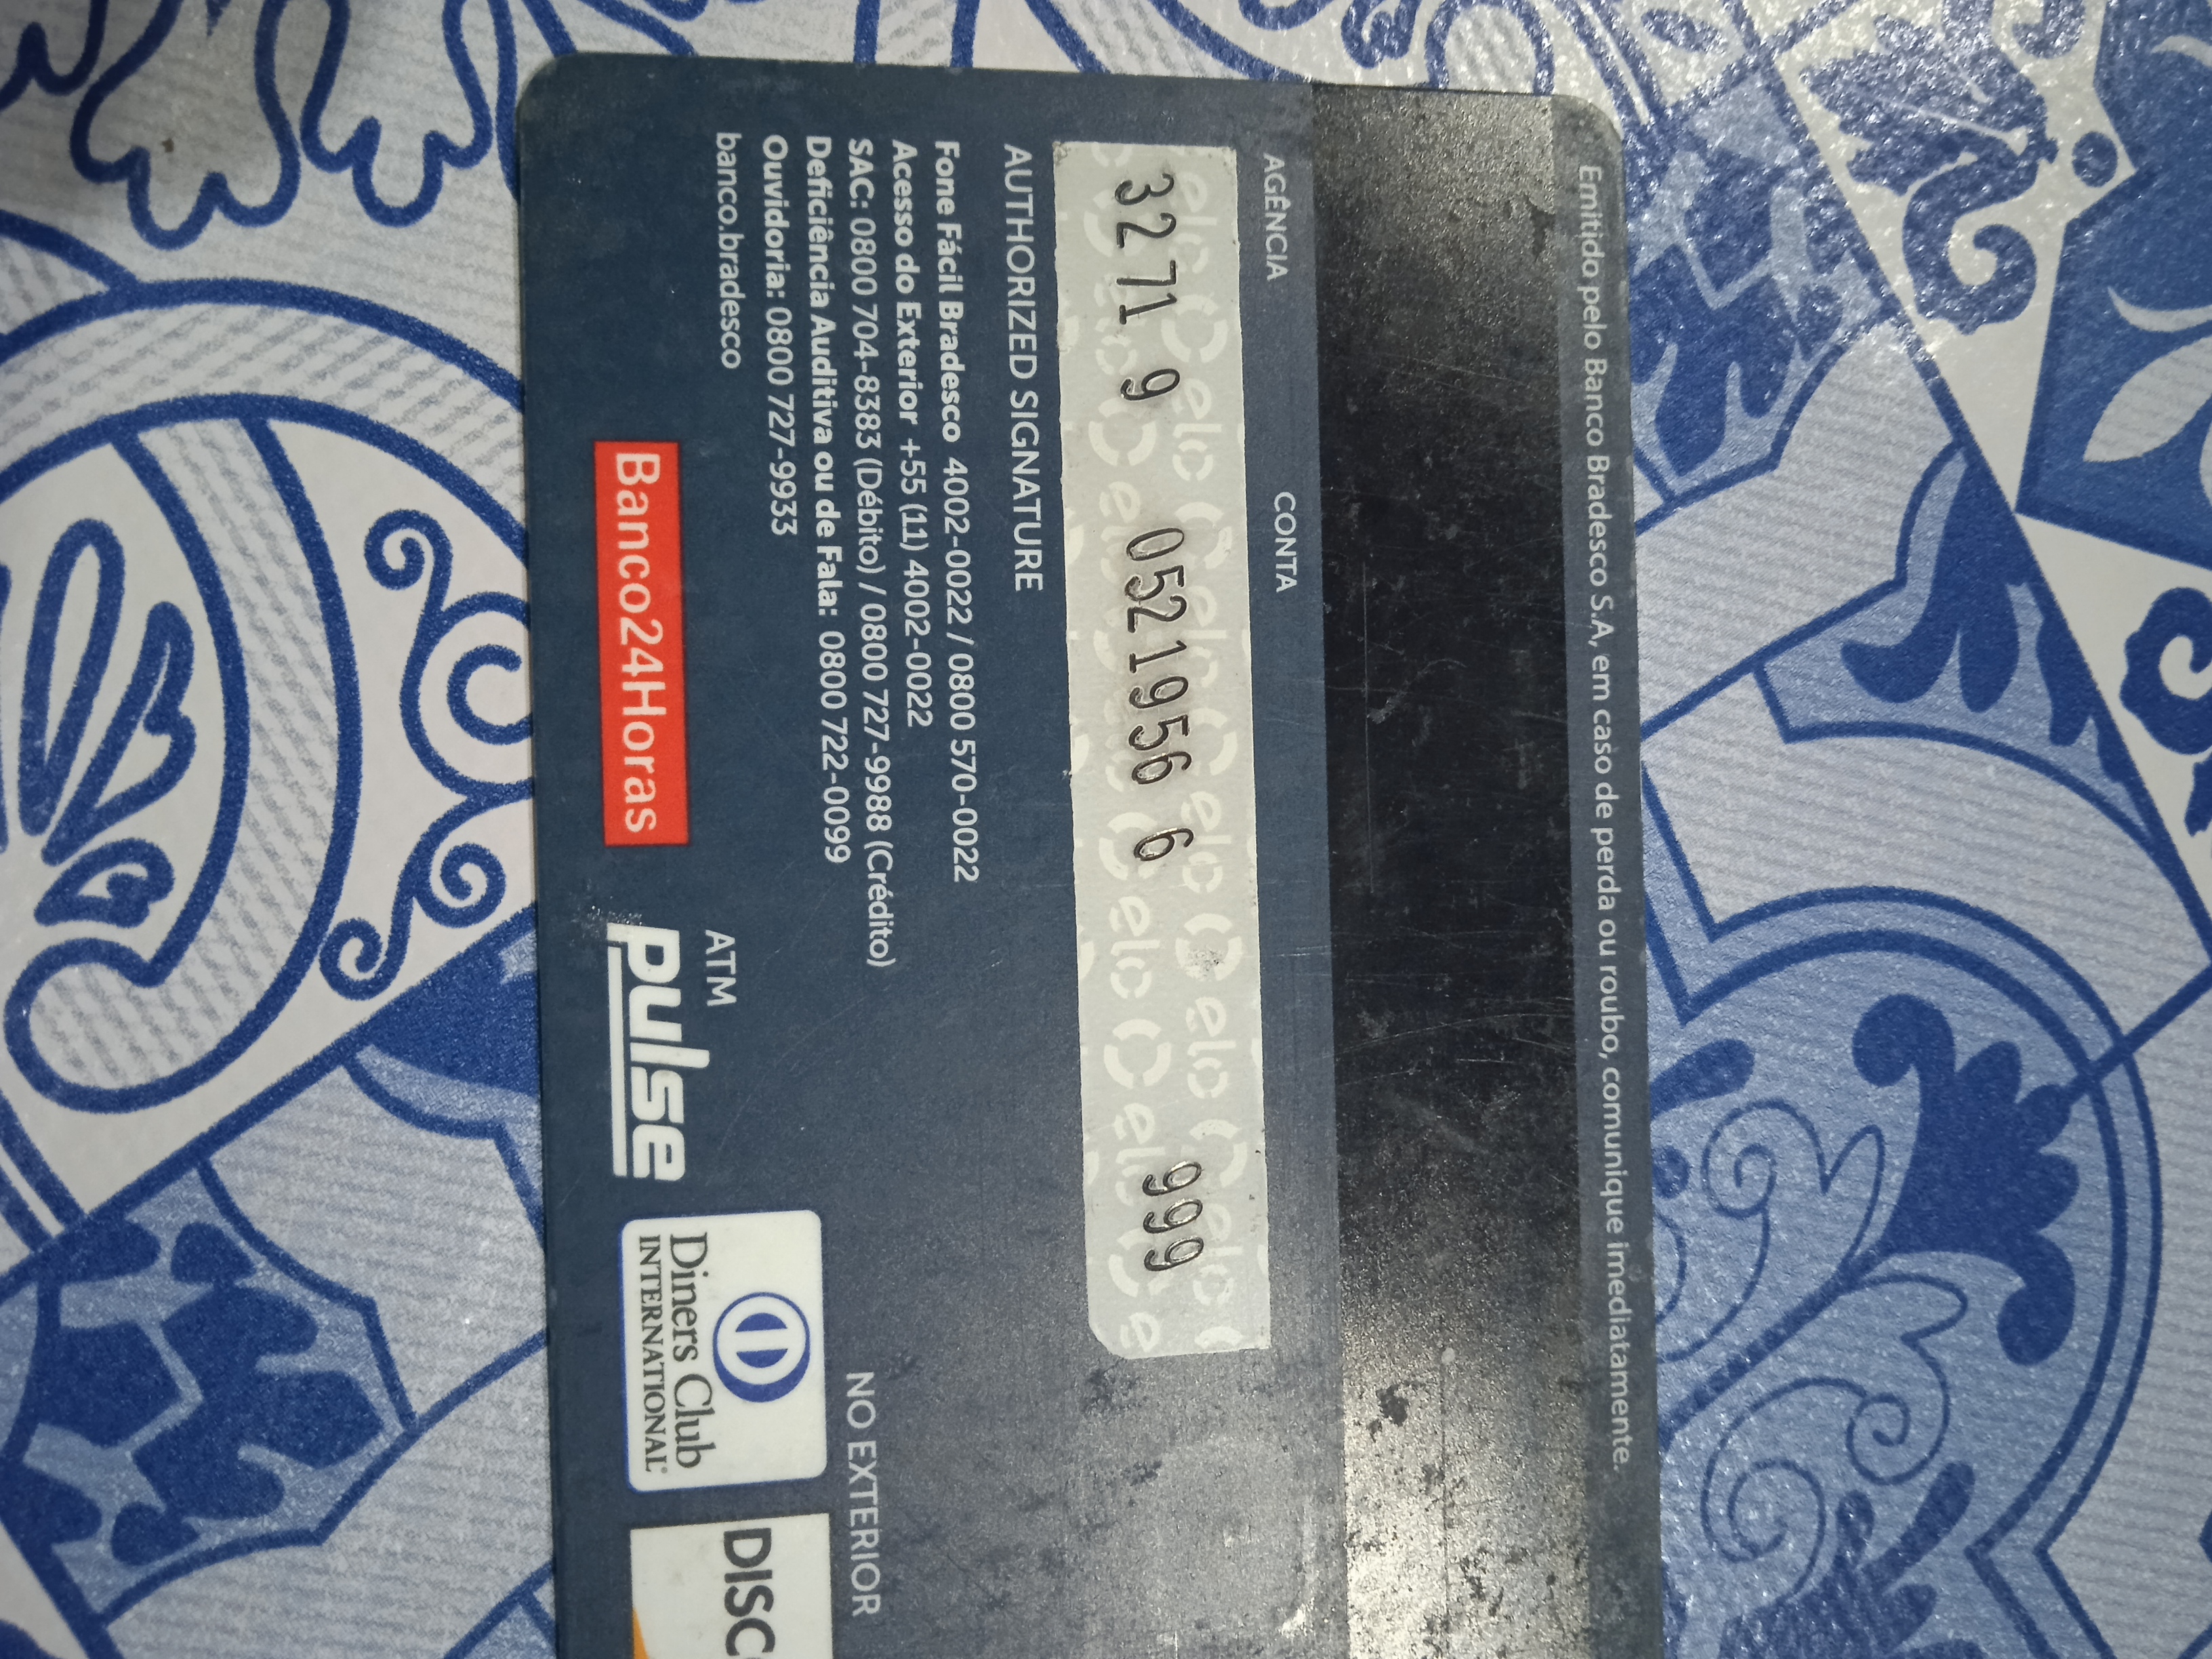 Emitido pelo Banco Bradesco S.A, em caso de perda ou roubo, comunique imediatamente.
AGÊNCIA CONTA
3271 9 0521956 6 999
AUTHORIZED SIGNATURE
Fone Fácil Bradesco 4002-0022 / 0800 570-0022
Acesso do Exterior +55 (11) 4002-0022
SAC: 0800 704-8383 (Débito) / 0800 727-9988 (Crédito)
Deficiência Auditiva ou de Fala: 0800 722-0099
Ouvidoria: 0800 727-9933
banco.bradesco
NO EXTERIOR
Banco24Horas
ATM
PULSE
Diners Club
INTERNATIONAL
elo